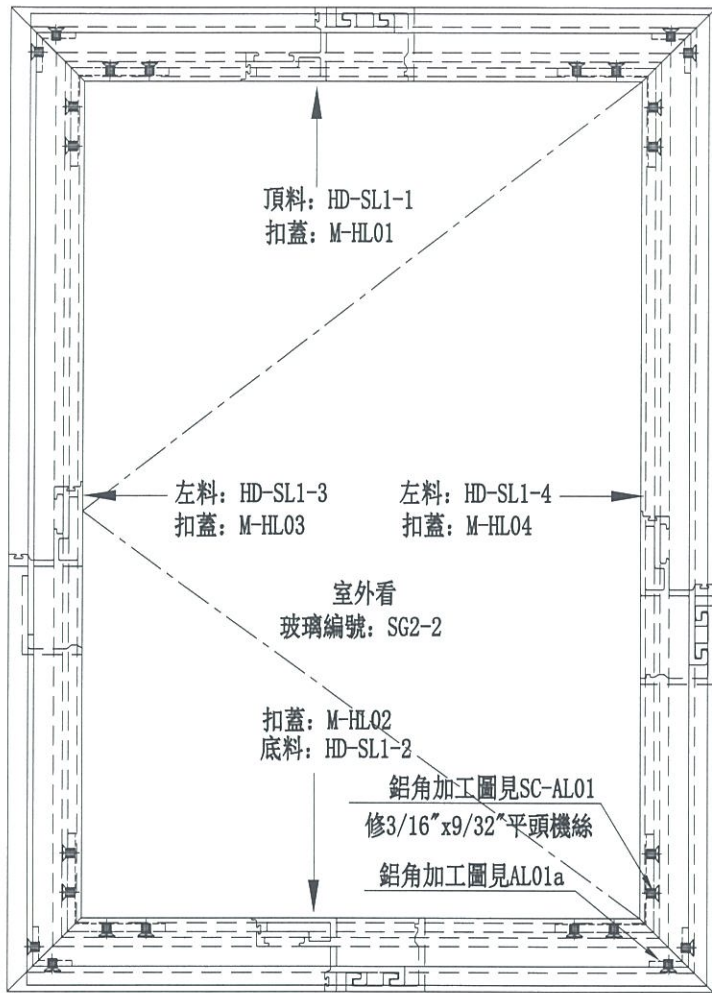 頂料: HD-SL1-1
扣蓋: M-HL01
左料: HD-SL1-3
扣蓋: M-HL03
左料: HD-SL1-4
扣蓋: M-HL04
室外看
玻璃編號: SG2-2
扣蓋: M-HL02
底料: HD-SL1-2
鋁角加工圖見SC-AL01
修3/16"x9/32"平頭機絲
鋁角加工圖見AL01a